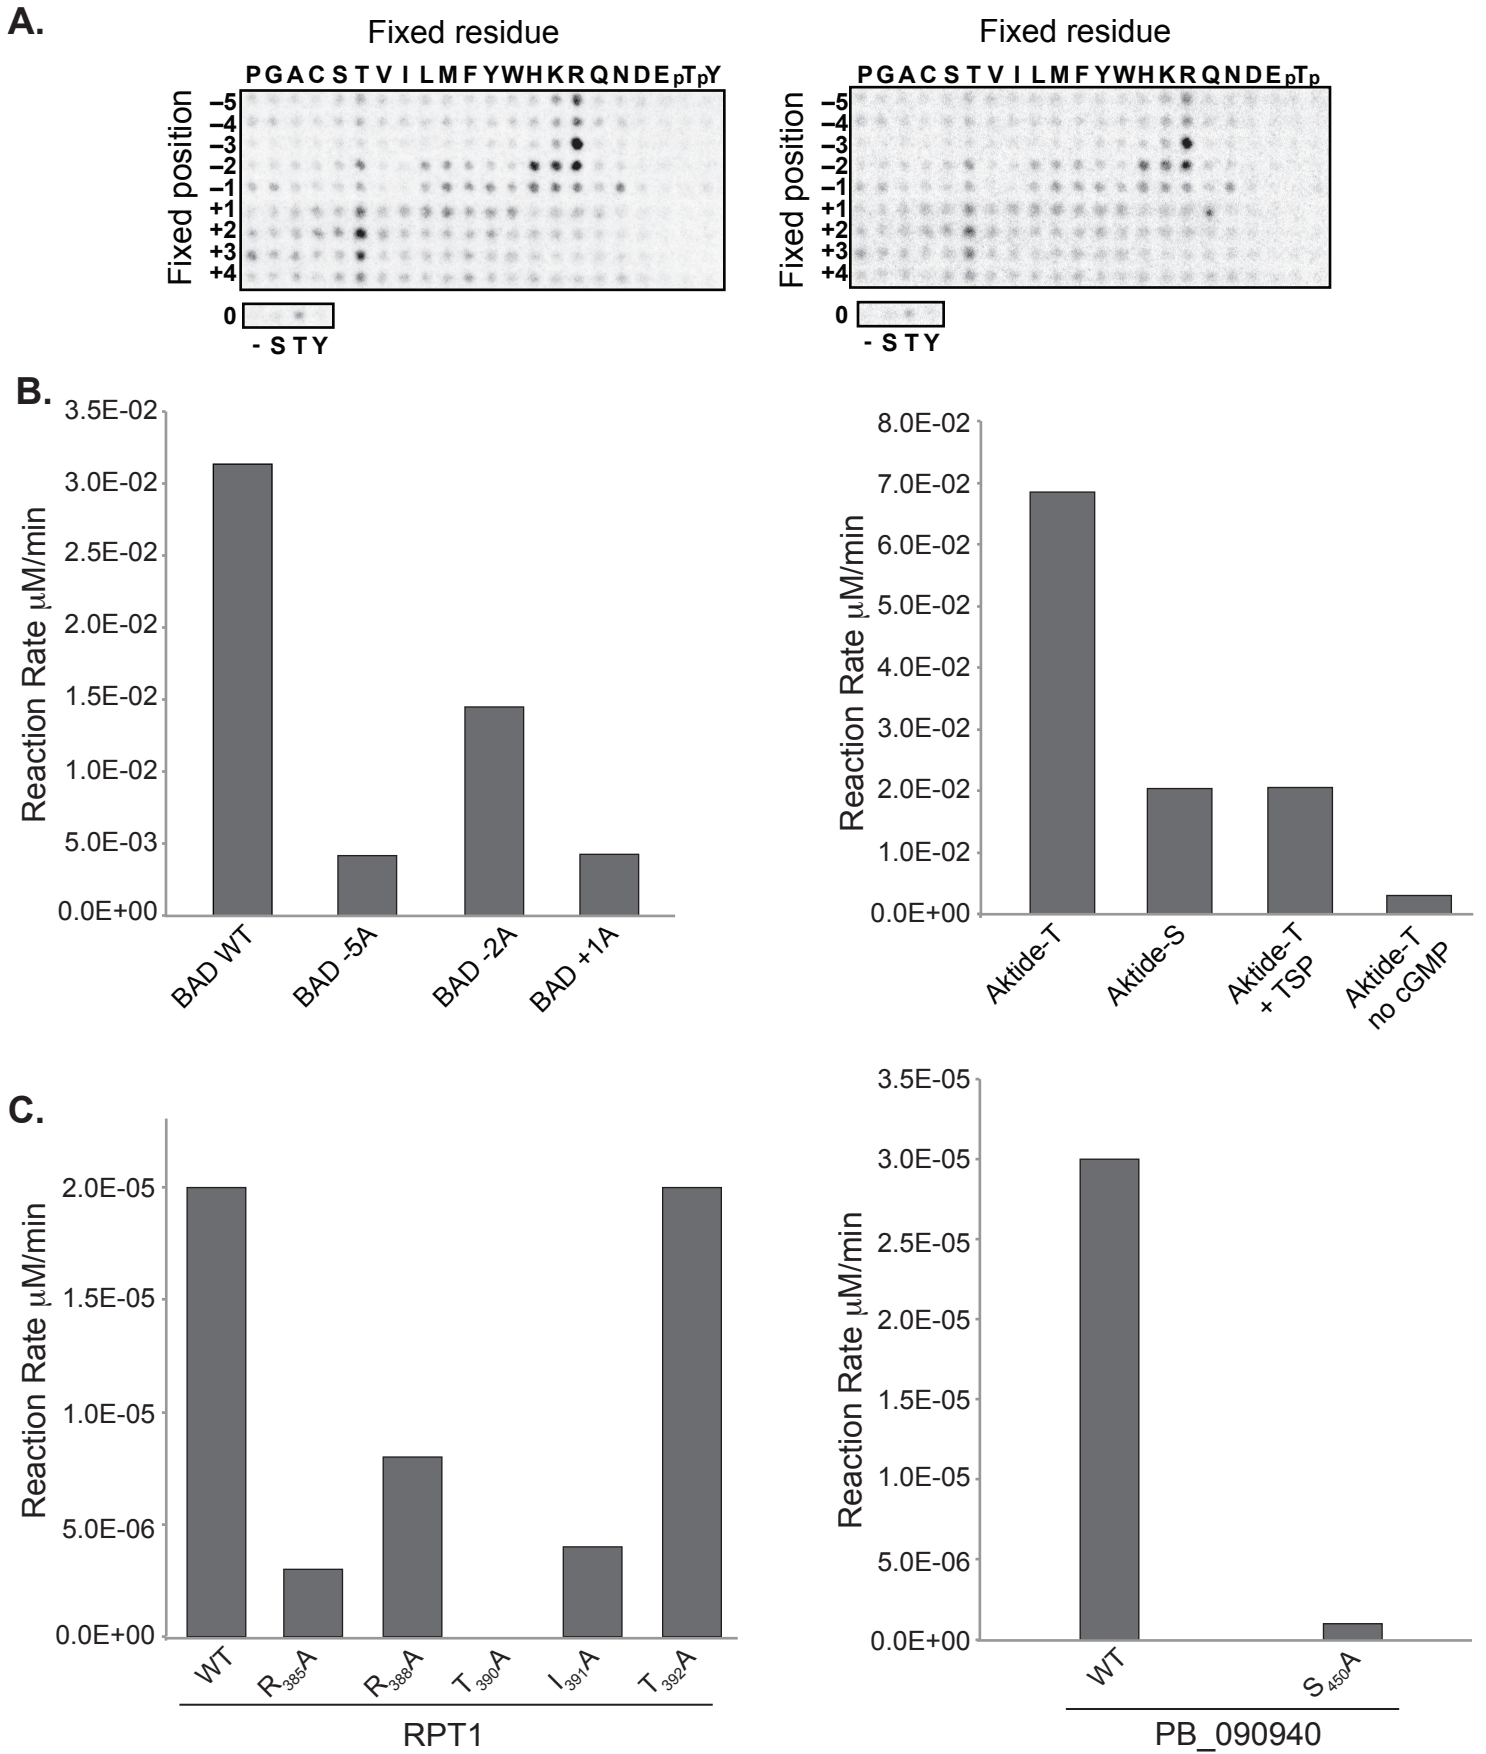 A.
Fixed residue
P G A C S T V I L M F Y W H K R Q N D E pT pY
Fixed position
–5
–4
–3
–2
–1
+1
+2
+3
+4
0
- S T Y
Fixed residue
P G A C S T V I L M F Y W H K R Q N D E pT p
Fixed position
–5
–4
–3
–2
–1
+1
+2
+3
+4
0
- S T Y
B.
Reaction Rate μM/min
3.5E-02
3.0E-02
2.5E-02
2.0E-02
1.5E-02
1.0E-02
5.0E-03
0.0E+00
BAD WT
BAD -5A
BAD -2A
BAD +1A
Reaction Rate μM/min
8.0E-02
7.0E-02
6.0E-02
5.0E-02
4.0E-02
3.0E-02
2.0E-02
1.0E-02
0.0E+00
Aktide-T
Aktide-S
Aktide-T
+ TSP
Aktide-T
no cGMP
C.
Reaction Rate μM/min
2.0E-05
1.5E-05
1.0E-05
5.0E-06
0.0E+00
WT
R385A
R388A
T390A
I391A
T392A
RPT1
Reaction Rate μM/min
3.5E-05
3.0E-05
2.5E-05
2.0E-05
1.5E-05
1.0E-05
5.0E-06
0.0E+00
WT
S450A
PB_090940